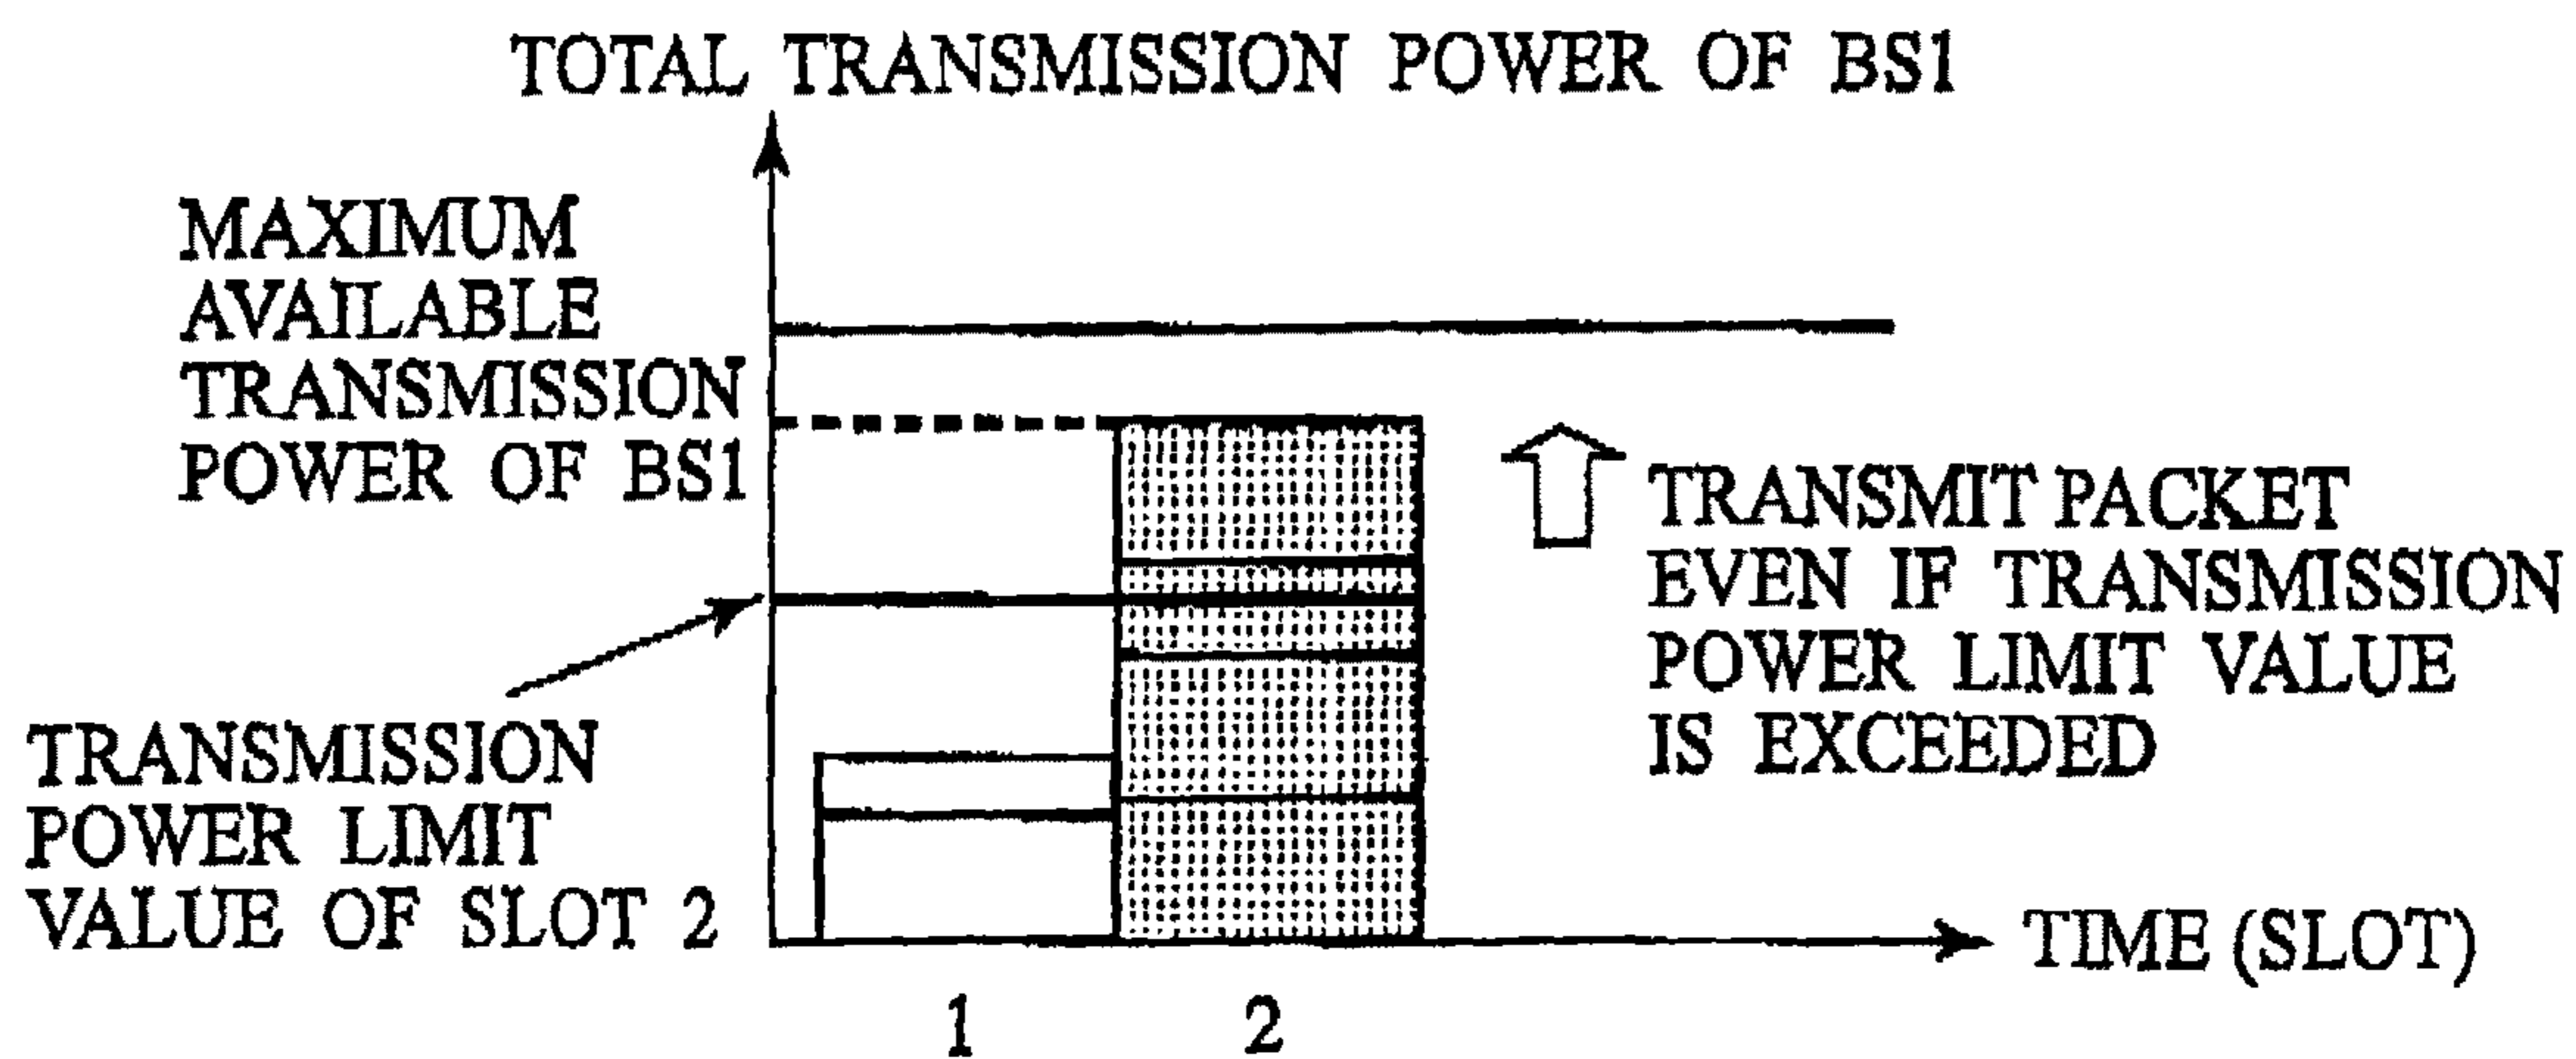 TOTAL TRANSMISSION POWER OF BS1
MAXIMUM
AVAILABLE
TRANSMISSION
POWER OF BS1
TRANSMIT PACKET
EVEN IF TRANSMISSION
POWER LIMIT VALUE
IS EXCEEDED
TRANSMISSION
POWER LIMIT
VALUE OF SLOT 2
TIME (SLOT)
1 2